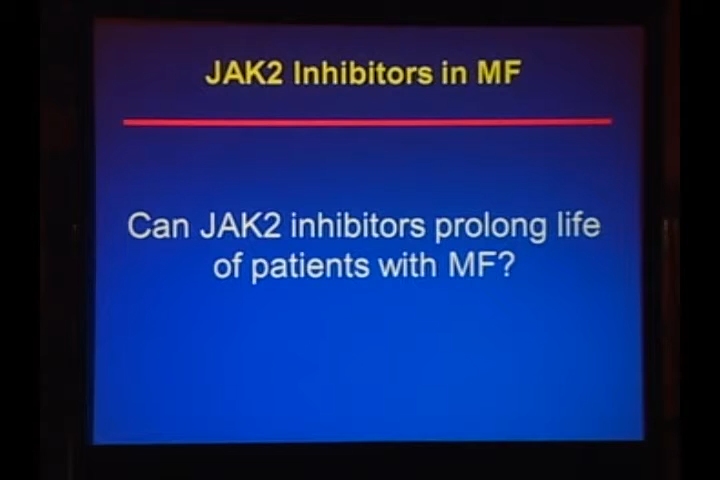 JAK2 Inhibitors in MF
Can JAK2 inhibitors prolong life
of patients with MF?